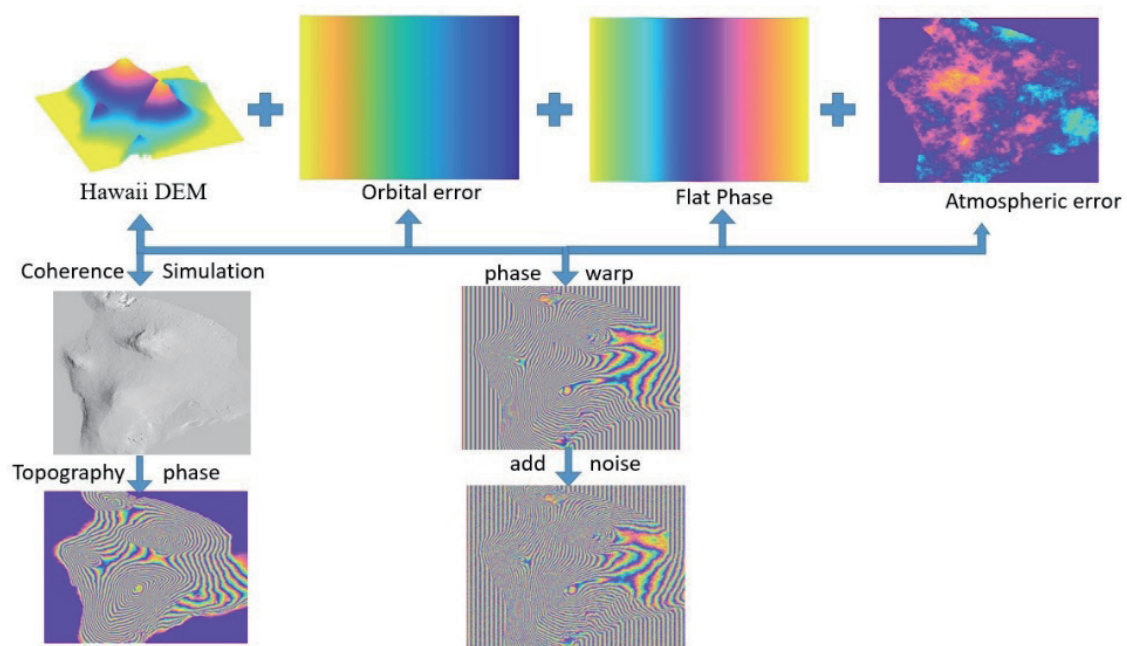 Hawaii DEM
Orbital error
Flat Phase
Atmospheric error
Coherence Simulation
phase warp
Topography phase
add noise